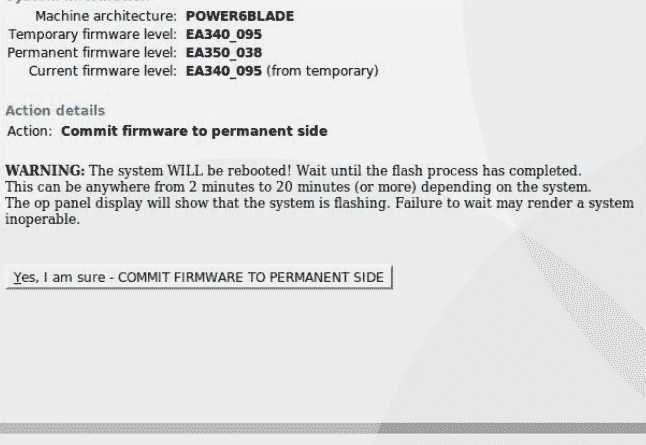 Machine architecture: POWER6BLADE
Temporary firmware level: EA340_095
Permanent firmware level: EA350_038
Current firmware level: EA340_095 (from temporary)
Action details
Action: Commit firmware to permanent side
WARNING: The system WILL be rebooted! Wait until the flash process has completed.
This can be anywhere from 2 minutes to 20 minutes (or more) depending on the system.
The op panel display will show that the system is flashing. Failure to wait may render a system
inoperable.
Yes, I am sure - COMMIT FIRMWARE TO PERMANENT SIDE